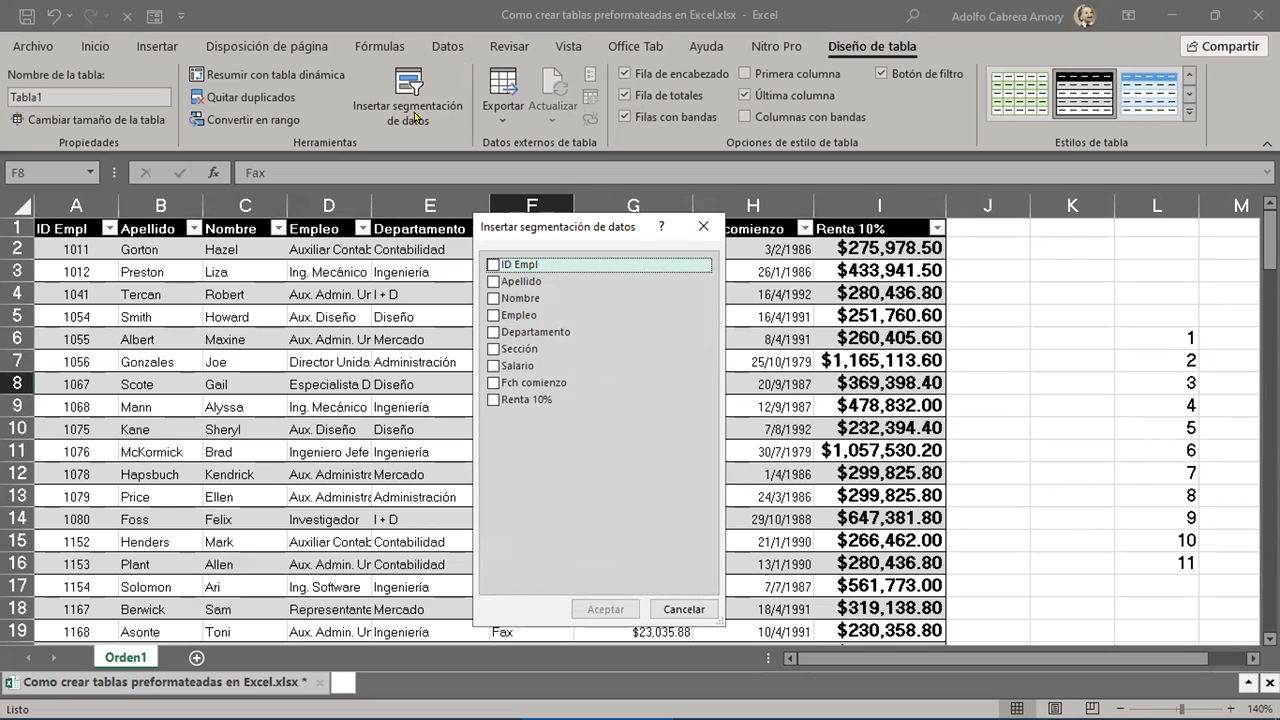 Como crear tablas preformateadas en Excel.xlsx - Excel
Adolfo Cabrera Amory
Archivo Inicio Insertar Disposición de página Fórmulas Datos Revisar Vista Office Tab Ayuda Nitro Pro Diseño de tabla Compartir
Nombre de la tabla:
Tabla1
Cambiar tamaño de la tabla
Propiedades
Resumir con tabla dinámica
Quitar duplicados
Convertir en rango
Insertar segmentación
de datos
Herramientas
Exportar Actualizar
Datos externos de tabla
Fila de encabezado Primera columna Botón de filtro
Fila de totales Última columna
Filas con bandas Columnas con bandas
Opciones de estilo de tabla
Estilos de tabla
F8 fx Fax
A B C D E F G H I J K L M
1 ID Empl Apellido Nombre Empleo Departamento comienzo Renta 10%
2 1011 Gorton Hazel Auxiliar Contab Contabilidad 3/2/1986 $275,978.50
3 1012 Preston Liza Ing. Mecánico Ingeniería 26/1/1986 $433,941.50
4 1041 Tercan Robert Aux. Admin. Ur I + D 16/4/1992 $280,436.80
5 1054 Smith Howard Aux. Diseño Diseño 16/4/1991 $251,760.60
6 1055 Albert Maxine Aux. Admin. Ur Mercado 8/4/1991 $260,405.60 1
7 1056 Gonzales Joe Director Unida Administración 25/10/1979 $1,165,113.60 2
8 1067 Scote Gail Especialista D Diseño 20/9/1987 $369,398.40 3
9 1068 Mann Alyssa Ing. Mecánico Ingeniería 12/9/1987 $478,832.00 4
10 1075 Kane Sheryl Aux. Diseño Diseño 7/8/1992 $232,394.40 5
11 1076 McKormick Brad Ingeniero Jefe Ingeniería 30/7/1979 $1,057,530.20 6
12 1078 Hapsbuch Kendrick Aux. Administra Mercado 1/4/1986 $299,825.80 7
13 1079 Price Ellen Aux. Administra Administración 24/3/1986 $299,825.80 8
14 1080 Foss Felix Investigador I + D 29/10/1988 $647,381.80 9
15 1152 Henders Mark Auxiliar Contab Contabilidad 21/1/1990 $266,462.00 10
16 1153 Plant Allen Aux. Admin. Ur Contabilidad 13/1/1990 $280,436.80 11
17 1154 Solomon Ari Ing. Software Ingeniería 7/7/1987 $561,773.00
18 1167 Berwick Sam Representante Mercado 18/4/1991 $319,138.80
19 1168 Asonte Toni Aux. Admin. Ur Ingeniería Fax $23,035.88 10/4/1991 $230,358.80
Insertar segmentación de datos ?
ID Empl
Apellido
Nombre
Empleo
Departamento
Sección
Salario
Fch comienzo
Renta 10%
Aceptar Cancelar
Orden1
Como crear tablas preformateadas en Excel.xlsx *
Listo
140%